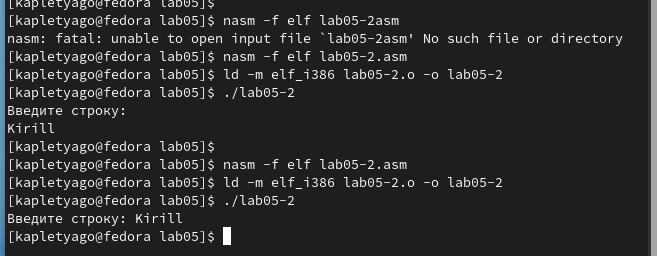 [kapletyago@fedora lab05]$
[kapletyago@fedora lab05]$ nasm -f elf lab05-2asm
nasm: fatal: unable to open input file `lab05-2asm' No such file or directory
[kapletyago@fedora lab05]$ nasm -f elf lab05-2.asm
[kapletyago@fedora lab05]$ ld -m elf_i386 lab05-2.o -o lab05-2
[kapletyago@fedora lab05]$ ./lab05-2
Введите строку:
Kirill
[kapletyago@fedora lab05]$
[kapletyago@fedora lab05]$ nasm -f elf lab05-2.asm
[kapletyago@fedora lab05]$ ld -m elf_i386 lab05-2.o -o lab05-2
[kapletyago@fedora lab05]$ ./lab05-2
Введите строку: Kirill
[kapletyago@fedora lab05]$